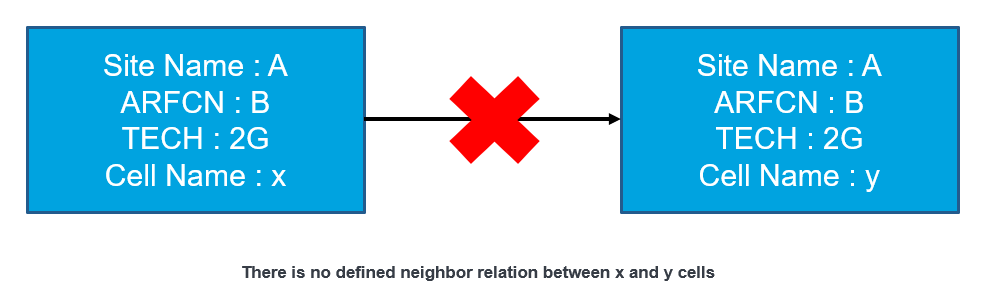 Site Name : A
ARFCN : B
TECH : 2G
Cell Name : x
Site Name : A
ARFCN : B
TECH : 2G
Cell Name : y
There is no defined neighbor relation between x and y cells